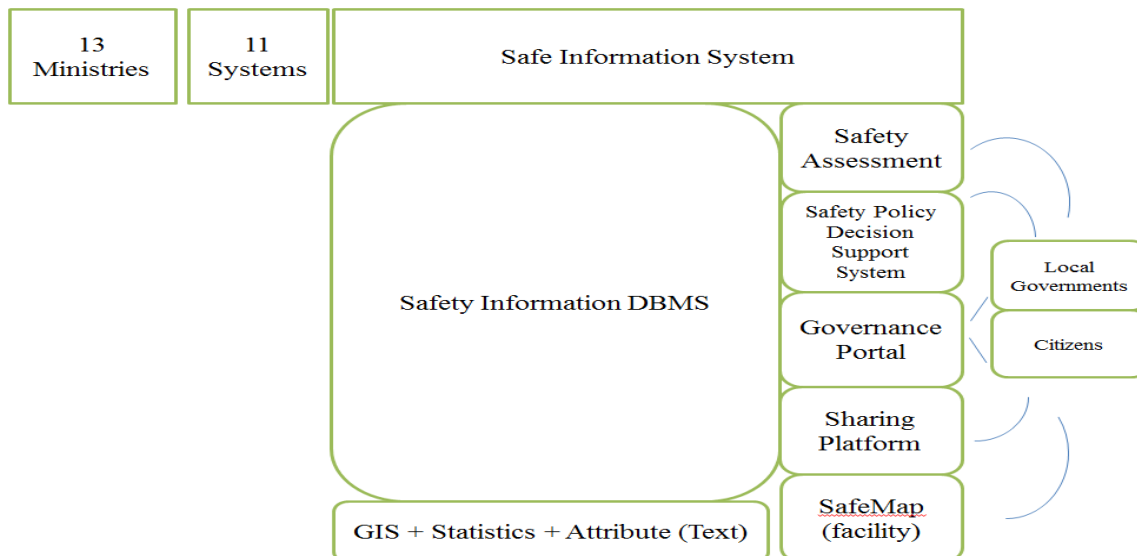 13
Ministries
11
Systems
Safe Information System
Safety Information DBMS
Safety
Assessment
Safety Policy
Decision
Support
System
Governance
Portal
Sharing
Platform
SafeMap
(facility)
Local
Governments
Citizens
GIS + Statistics + Attribute (Text)